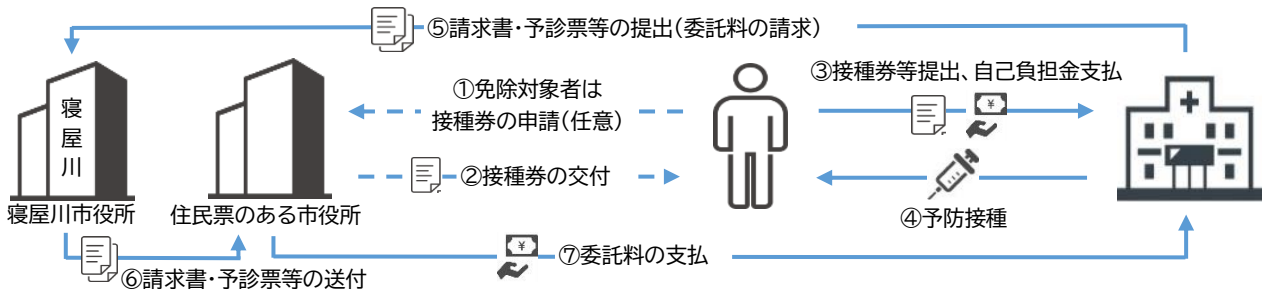 ⑤請求書・予診票等の提出(委託料の請求)
①免除対象者は
接種券の申請(任意)
③接種券等提出、自己負担金支払
¥
寝
屋
川
②接種券の交付
④予防接種
寝屋川市役所
住民票のある市役所
¥
⑦委託料の支払
⑥請求書・予診票等の送付